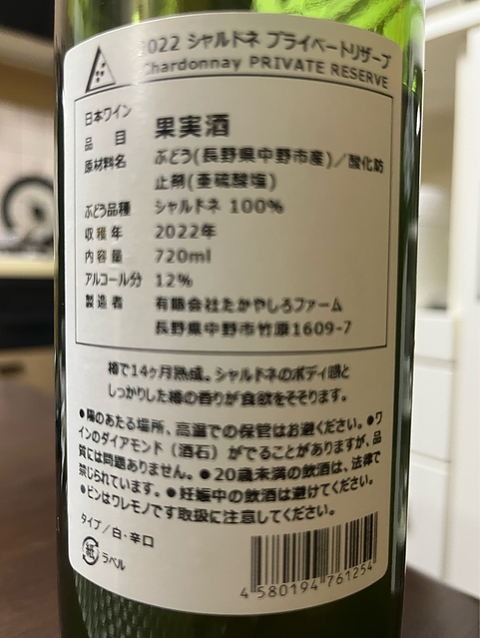 2022 シャルドネ プライベートリザーブ
Chardonnay PRIVATE RESERVE
日本ワイン
品 目 果実酒
原材料名 ぶどう(長野県中野市産)／酸化防
止剤(亜硫酸塩)
ぶどう品種 シャルドネ 100%
収穫年 2022年
内容量 720ml
アルコール分 12%
製造者 有限会社たかやしろファーム
長野県中野市竹原1609-7
樽で14ヶ月熟成。シャルドネのボディ感と
しっかりした樽の香りが食欲をそそります。
●陽のあたる場所、高温での保管はお避けください。●ワ
インのダイアモンド（酒石）がでることがありますが、品
質には問題ありません。●20歳未満の飲酒は、法律で
禁じられています。●妊娠中の飲酒は避けてください。
●ビンはワレモノです取扱に注意してください。
タイプ／白・辛口
紙 ラベル
4 580194 761254